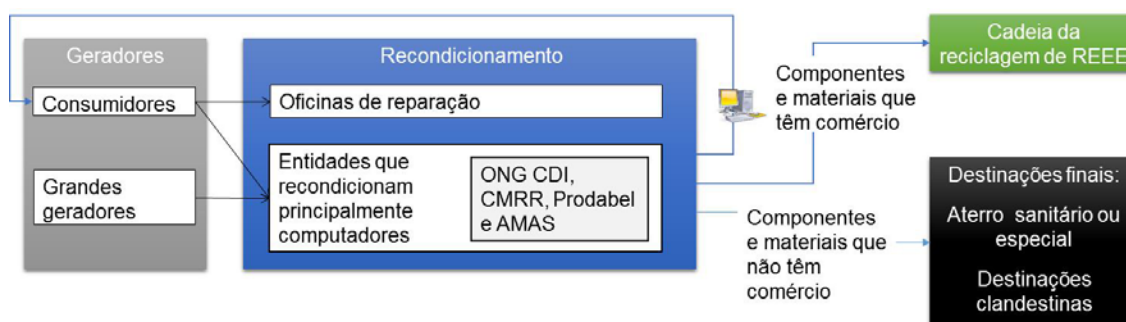 Geradores
Consumidores
Grandes
geradores
Recondicionamento
Oficinas de reparação
Entidades que
recondicionam
principalmente
computadores
ONG CDI,
CMRR, Prodabel
e AMAS
Componentes
e materiais que
têm comércio
Componentes
e materiais que
não têm
comércio
Cadeia da
reciclagem de REEE
Destinações finais:
Aterro sanitário ou
especial
Destinações
clandestinas